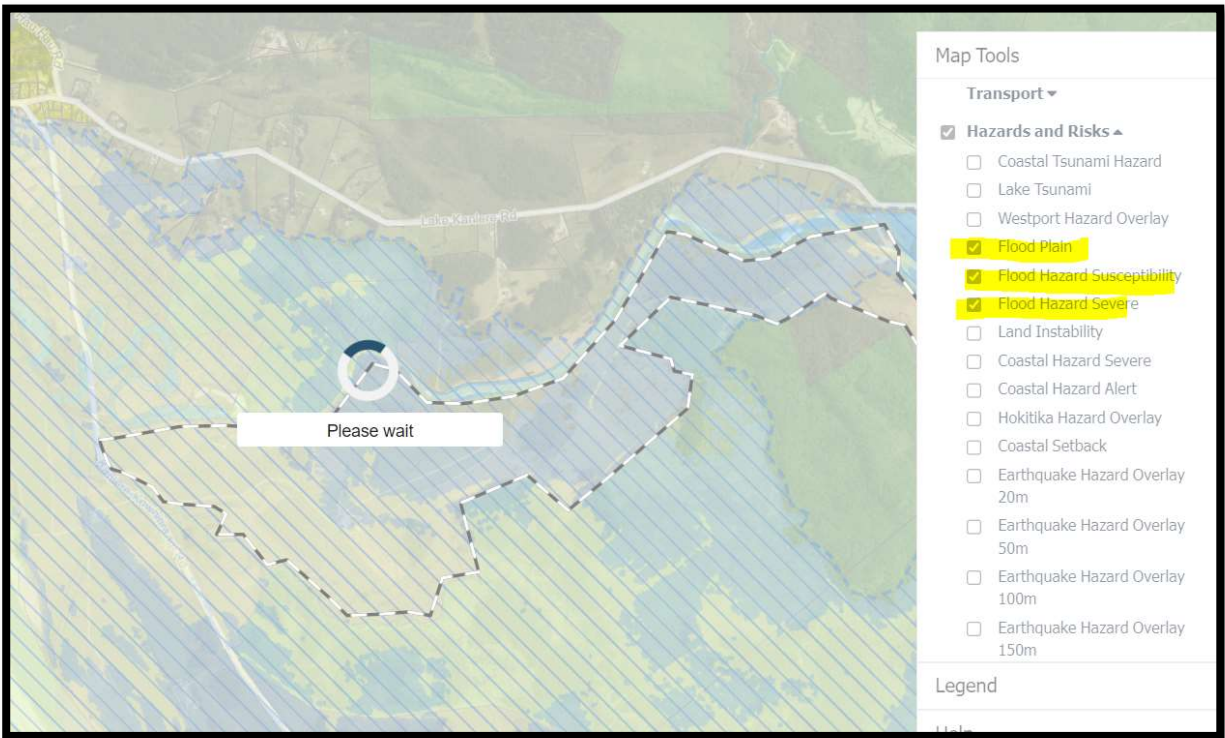 Map Tools
Transport
Hazards and Risks
Coastal Tsunami Hazard
Lake Tsunami
Westport Hazard Overlay
Flood Plain
Flood Hazard Susceptibility
Flood Hazard Severe
Land Instability
Coastal Hazard Severe
Coastal Hazard Alert
Hokitika Hazard Overlay
Coastal Setback
Earthquake Hazard Overlay
20m
Earthquake Hazard Overlay
50m
Earthquake Hazard Overlay
100m
Earthquake Hazard Overlay
150m
Legend
Help
Lake Kaniere Rd
Please wait